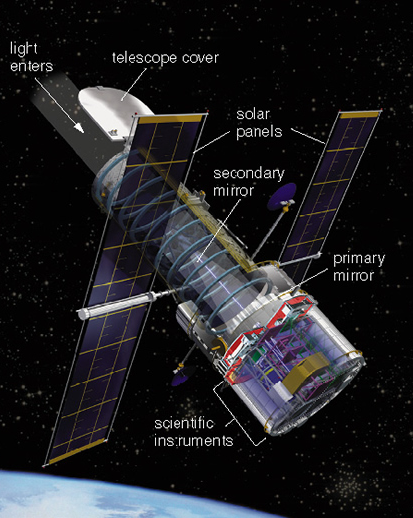 light
enters
telescope cover
solar
panels
secondary
mirror
primary
mirror
scientific
instruments